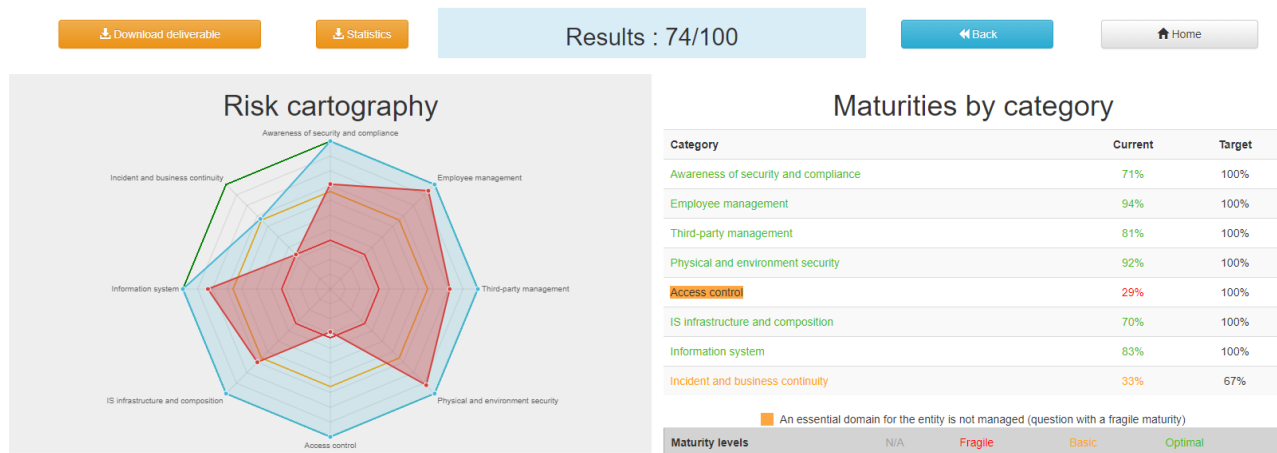 Download deliverable
Statistics
Results : 74/100
Back
Home
Risk cartography
Awareness of security and compliance
Incident and business continuity
Employee management
Information system
Third-party management
IS infrastructure and composition
Physical and environment security
Access control
Maturities by category
Category Current Target
Awareness of security and compliance 71% 100%
Employee management 94% 100%
Third-party management 81% 100%
Physical and environment security 92% 100%
Access control 29% 100%
IS infrastructure and composition 70% 100%
Information system 83% 100%
Incident and business continuity 33% 67%
An essential domain for the entity is not managed (question with a fragile maturity)
Maturity levels N/A Fragile Basic Optimal